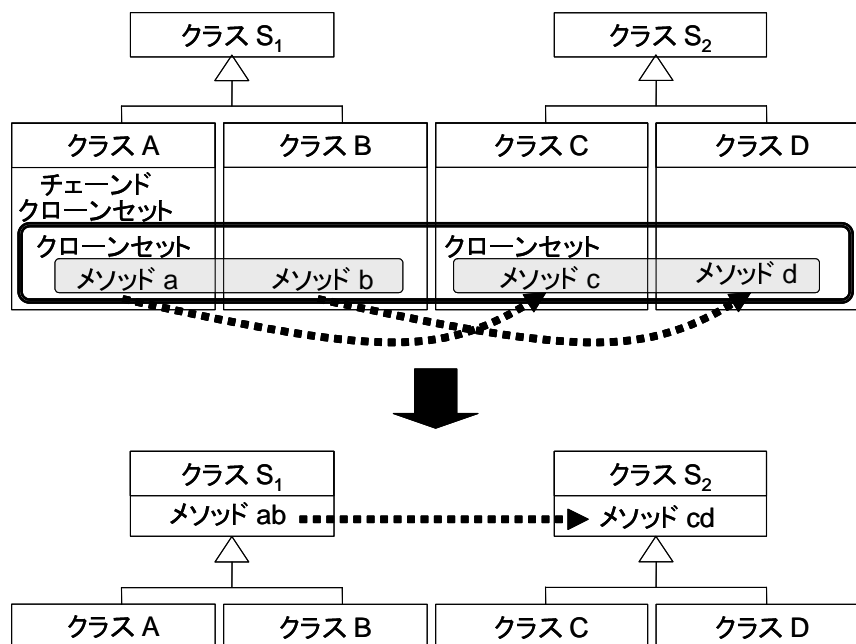 クラス S1
クラス S2
クラス A
クラス B
クラス C
クラス D
チェーンド
クローンセット
クローンセット
クローンセット
メソッド a
メソッド b
メソッド c
メソッド d
クラス S1
クラス S2
メソッド ab
メソッド cd
クラス A
クラス B
クラス C
クラス D